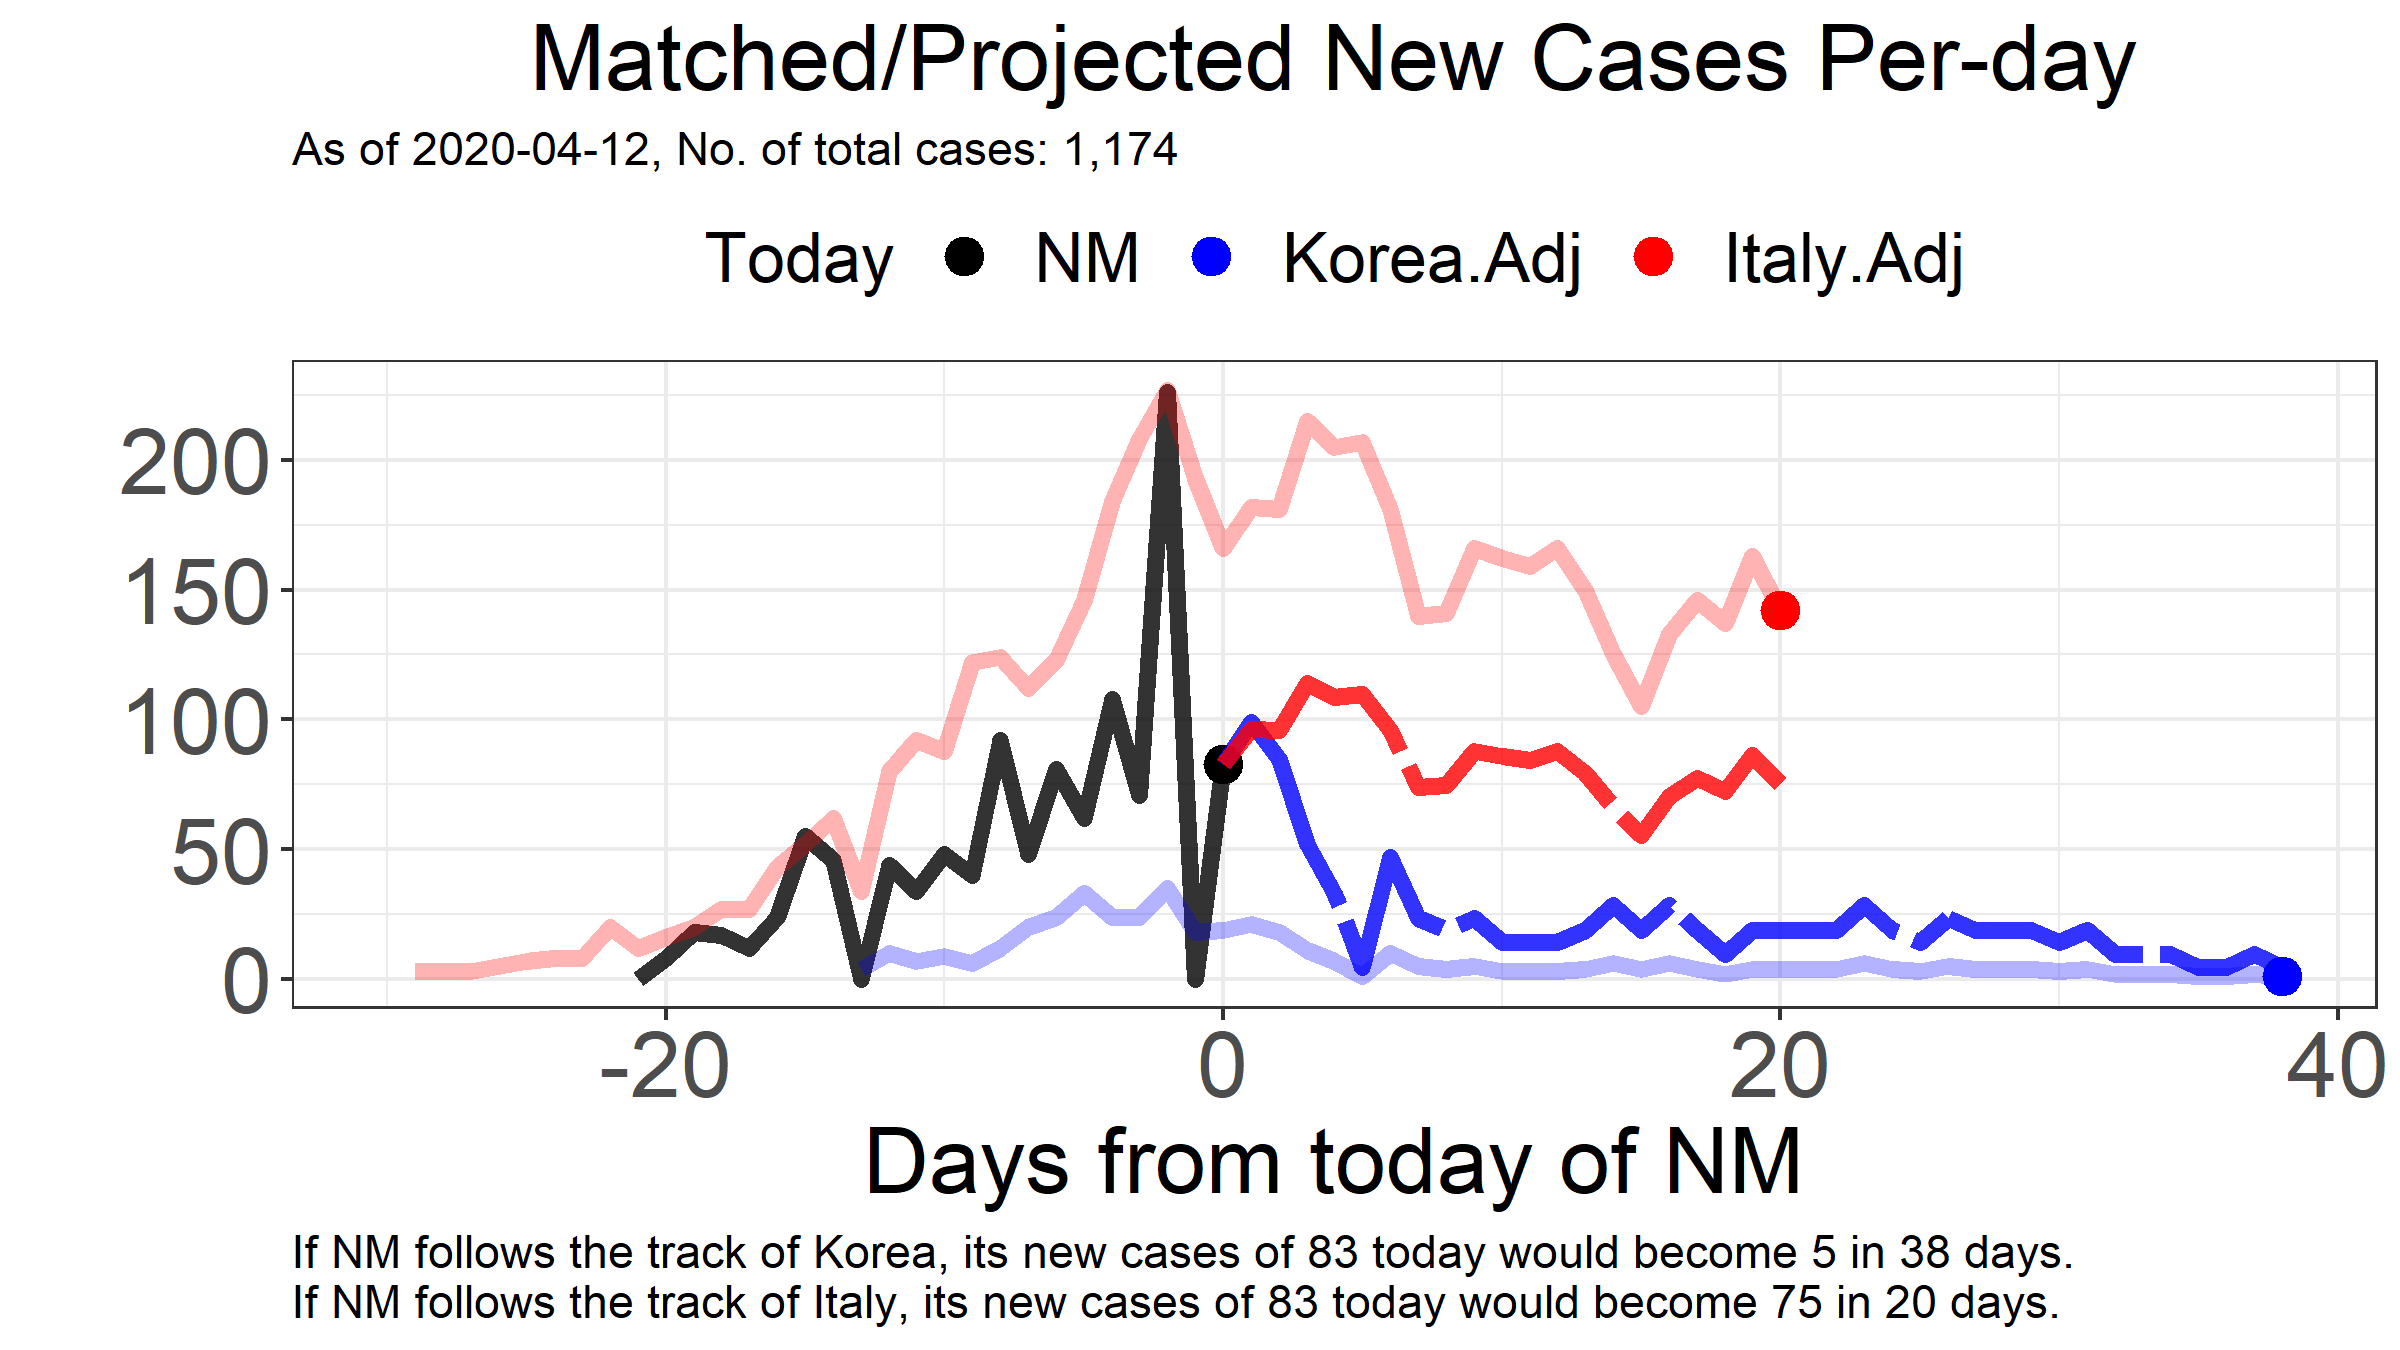 Matched/Projected New Cases Per-day
As of 2020-04-12, No. of total cases: 1,174
Today NM Korea.Adj Italy.Adj
200
150
100
50
0
-20 0 20 40
Days from today of NM
If NM follows the track of Korea, its new cases of 83 today would become 5 in 38 days.
If NM follows the track of Italy, its new cases of 83 today would become 75 in 20 days.